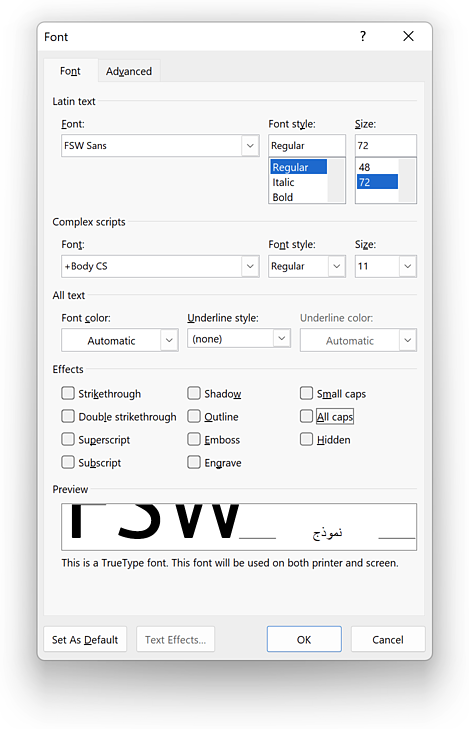 Font ?
Font Advanced
Latin text
Font: Font style: Size:
FSW Sans Regular 72
Regular 48
Italic 72
Bold
Complex scripts
Font: Font style: Size:
+Body CS Regular 11
All text
Font color: Underline style: Underline color:
Automatic (none) Automatic
Effects
Strikethrough Shadow Small caps
Double strikethrough Outline All caps
Superscript Emboss Hidden
Subscript Engrave
Preview
FSW نموذج
This is a TrueType font. This font will be used on both printer and screen.
Set As Default Text Effects... OK Cancel